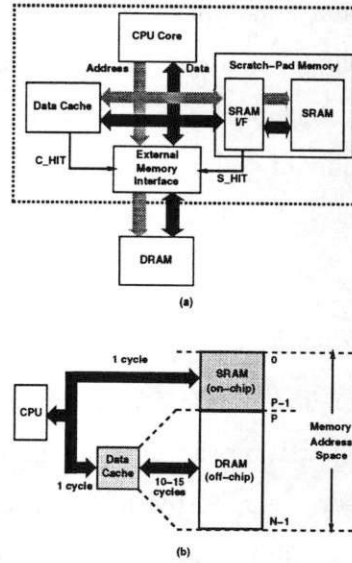 CPU Core
Address
Data
Scratch-Pad Memory
Data Cache
SRAM
I/F
SRAM
C_HIT
External
Memory
Interface
S_HIT
DRAM
(a)
1 cycle
0
SRAM
(on-chip)
P-1
P
CPU
Memory
Address
Space
Data
Cache
DRAM
(off-chip)
1 cycle
10-15
cycles
N-1
(b)